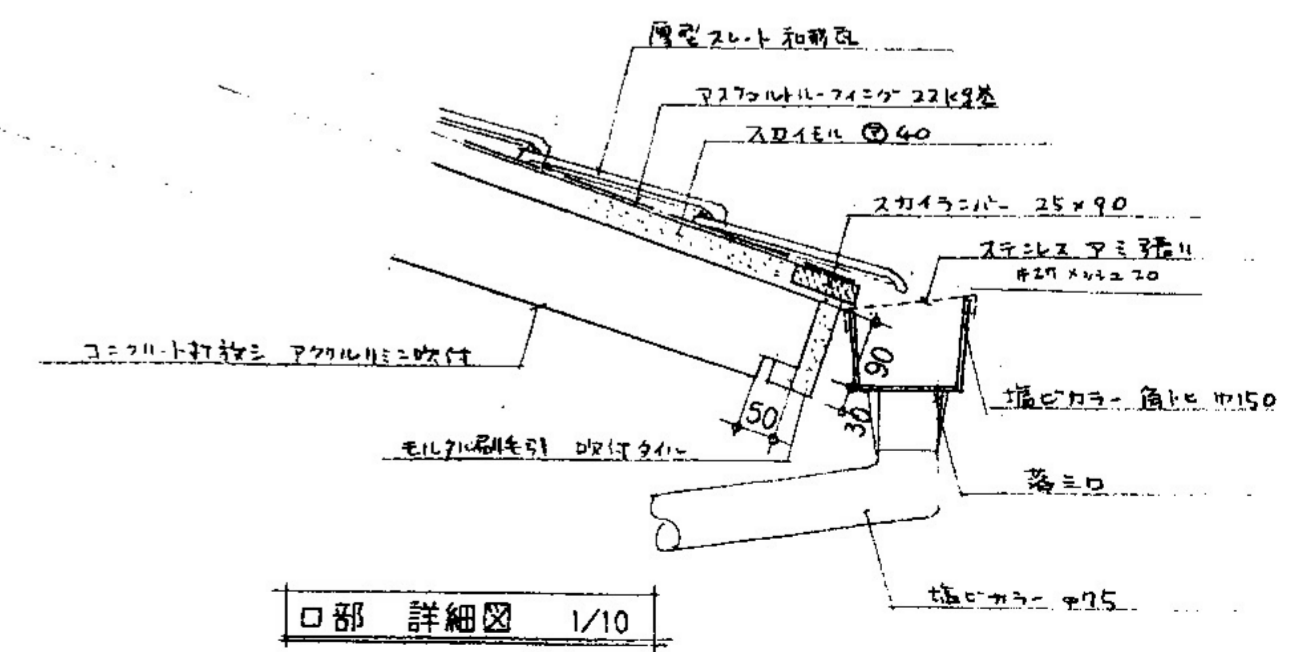 厚型スレート 和形瓦
アスファルトルーフィング 22K品
スカイモル ㋐ 40
スカイランバー 25×90
ステンレス アミ張り
#27 メッシュ 20
コンクリート打放シ アクリルリシン吹付
90
塩ビカラー 角トヒ 巾150
50
30
モルタル刷毛引 吹付タイル
落シ口
塩ビカラー φ75
ロ部 詳細図 1/10